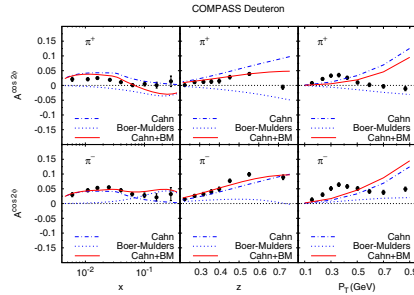 COMPASS Deuteron
π+ π+ π+
0.15
0.1
0.05
0
-0.05
-0.1
-0.15
A^cos 2φ
Cahn Cahn Cahn
Boer-Mulders Boer-Mulders Boer-Mulders
Cahn+BM Cahn+BM Cahn+BM
π- π- π-
0.15
0.1
0.05
0
-0.05
-0.1
-0.15
A^cos 2φ
Cahn Cahn Cahn
Boer-Mulders Boer-Mulders Boer-Mulders
Cahn+BM Cahn+BM Cahn+BM
10^-2 10^-1 0.3 0.4 0.5 0.6 0.7 0.1 0.3 0.5 0.7 0.9
x z P_T (GeV)